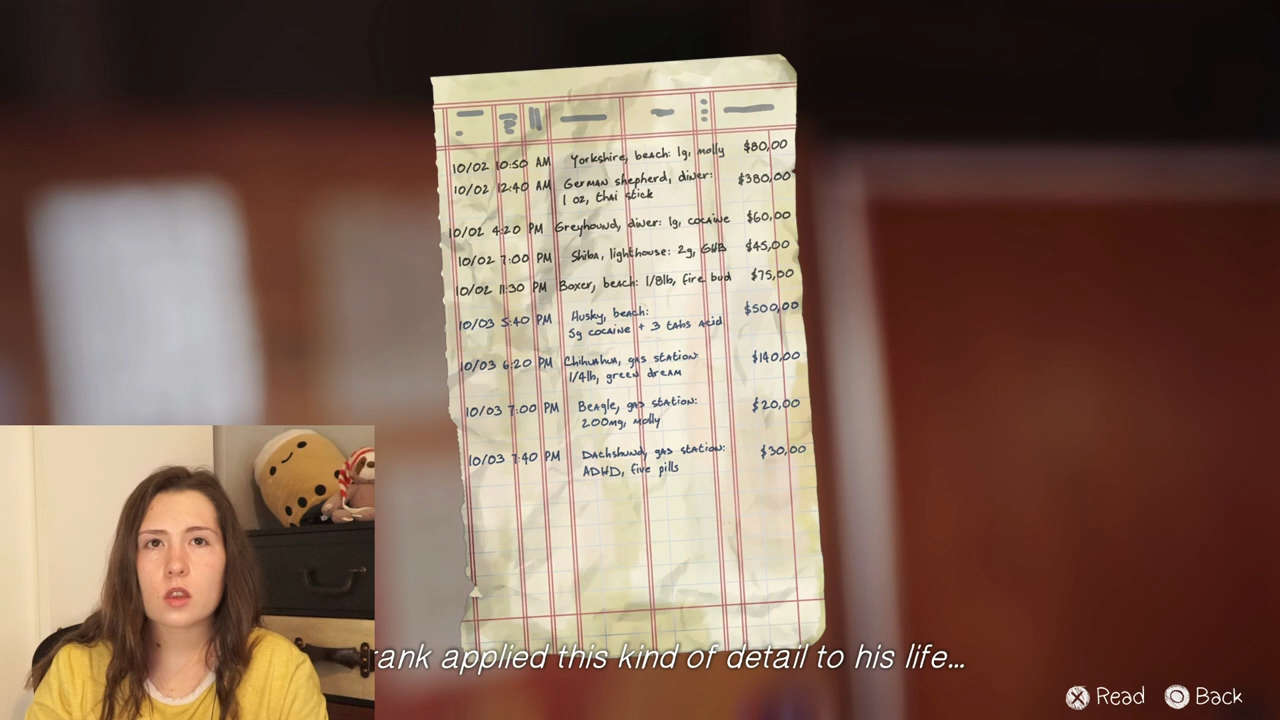 10/02 10:50 AM Yorkshire, beach: 1g, molly $80,00
10/02 12:40 AM German shepherd, diner: $380,00
1 oz, thai stick
10/02 4:20 PM Greyhound, diner: 1g, cocaine $60,00
10/02 7:00 PM Shiba, lighthouse: 2g, GHB $45,00
10/02 11:30 PM Boxer, beach: 1/8lb, fire bud $75,00
10/03 5:40 PM Husky, beach: $500,00
5g cocaine + 3 tabs acid
10/03 6:20 PM Chihuahua, gas station: $140,00
1/4lb, green dream
10/03 7:00 PM Beagle, gas station: $20,00
200mg, molly
10/03 7:40 PM Dachshund, gas station: $30,00
ADHD, five pills
rank applied this kind of detail to his life...
Read Back